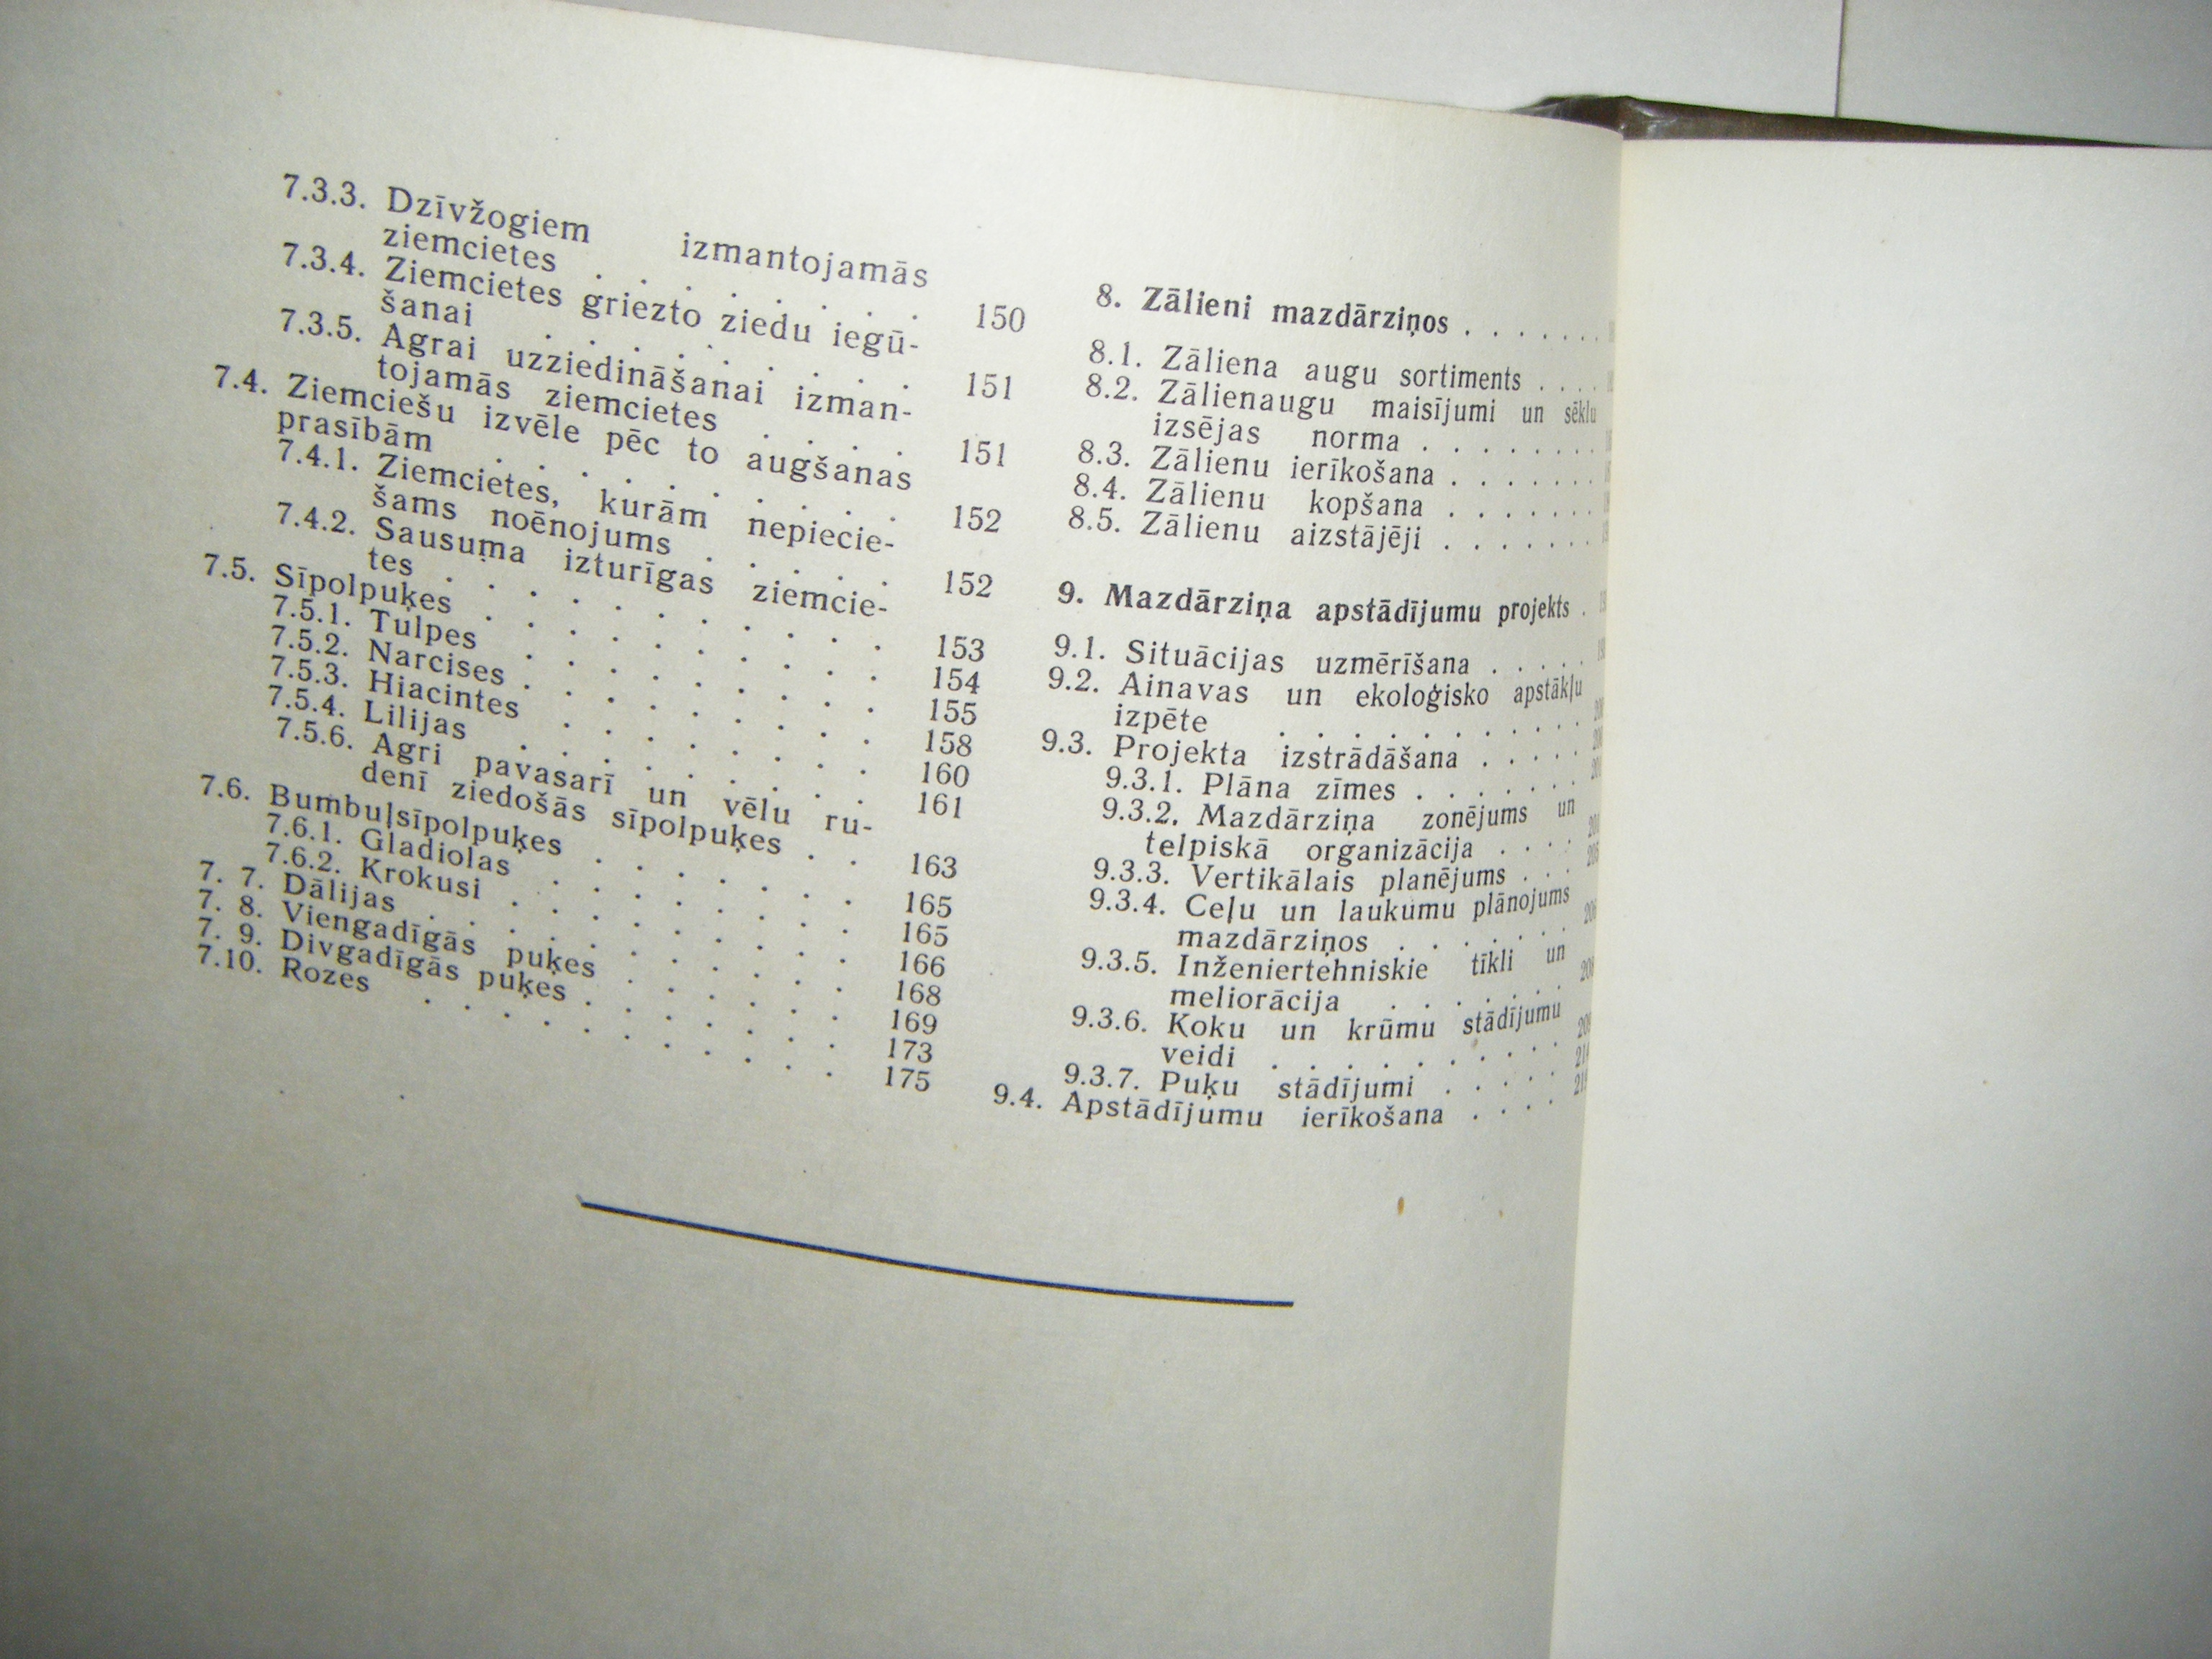 7.3.3. Dzīvžogiem izmantojamās
ziemcietes . . . . . . . . 150
7.3.4. Ziemcietes griezto ziedu iegū-
šanai . . . . . . . . . 151
7.3.5. Agrai uzziedināšanai izman-
tojamās ziemcietes . . . . 151
7.4. Ziemciešu izvēle pēc to augšanas
prasībām . . . . . . . . . 152
7.4.1. Ziemcietes, kurām nepiecie-
šams noēnojums . . . . . 152
7.4.2. Sausuma izturīgas ziemcie-
tes . . . . . . . . . . . 153
7.5. Sīpolpuķes . . . . . . . . . . 154
7.5.1. Tulpes . . . . . . . . . 155
7.5.2. Narcises . . . . . . . . . 158
7.5.3. Hiacintes . . . . . . . . 160
7.5.4. Lilijas . . . . . . . . . 161
7.5.6. Agri pavasarī un vēlu ru-
denī ziedošās sīpolpuķes . . 163
7.6. Bumbuļsīpolpuķes . . . . . . . 165
7.6.1. Gladiolas . . . . . . . . 165
7.6.2. Krokusi . . . . . . . . . 166
7. 7. Dālijas . . . . . . . . . . . 168
7. 8. Viengadīgās puķes . . . . . . 169
7. 9. Divgadīgās puķes . . . . . . . 173
7.10. Rozes . . . . . . . . . . . 175
8. Zālieni mazdārziņos . . . . . . .
8.1. Zāliena augu sortiments . . . .
8.2. Zālienaugu maisījumi un sēklu
izsējas norma . . . . . . . .
8.3. Zālienu ierīkošana . . . . . . .
8.4. Zālienu kopšana . . . . . . .
8.5. Zālienu aizstājēji . . . . . . .
9. Mazdārziņa apstādījumu projekts .
9.1. Situācijas uzmērīšana . . . . .
9.2. Ainavas un ekoloģisko apstākļu
izpēte . . . . . . . . . . .
9.3. Projekta izstrādāšana . . . . .
9.3.1. Plāna zīmes . . . . . . .
9.3.2. Mazdārziņa zonējums un
telpiskā organizācija . . . .
9.3.3. Vertikālais planējums . . .
9.3.4. Ceļu un laukumu plānojums
mazdārziņos . . . . . . .
9.3.5. Inženiertehniskie tīkli un
meliorācija . . . . . . .
9.3.6. Koku un krūmu stādījumu
veidi . . . . . . . . . . .
9.3.7. Puķu stādījumi . . . . .
9.4. Apstādījumu ierīkošana . . . .